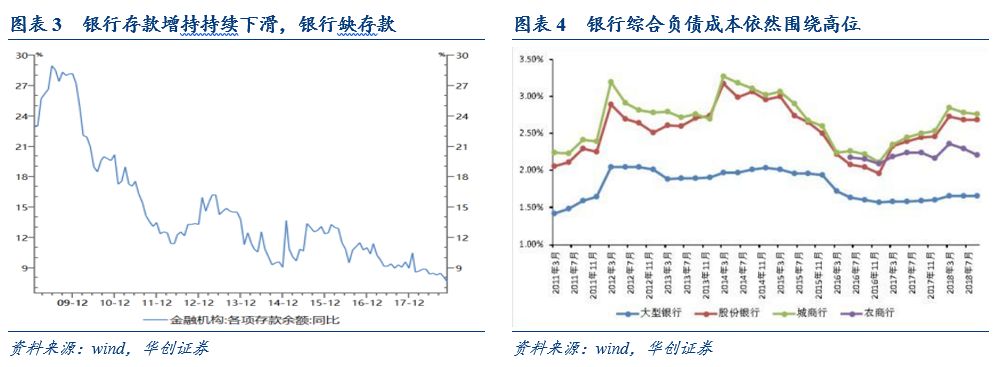 图表 3 银行存款增持持续下滑，银行缺存款
%
%
30
27
24
21
18
15
12
9
30
27
24
21
18
15
12
9
09-12 10-12 11-12 12-12 13-12 14-12 15-12 16-12 17-12
金融机构:各项存款余额:同比
资料来源：wind，华创证券
图表 4 银行综合负债成本依然围绕高位
3.50%
3.00%
2.50%
2.00%
1.50%
1.00%
2011年3月
2011年7月
2011年11月
2012年3月
2012年7月
2012年11月
2013年3月
2013年7月
2013年11月
2014年3月
2014年7月
2014年11月
2015年3月
2015年7月
2015年11月
2016年3月
2016年7月
2016年11月
2017年3月
2017年7月
2017年11月
2018年3月
2018年7月
大型银行 股份银行 城商行 农商行
资料来源：wind，华创证券